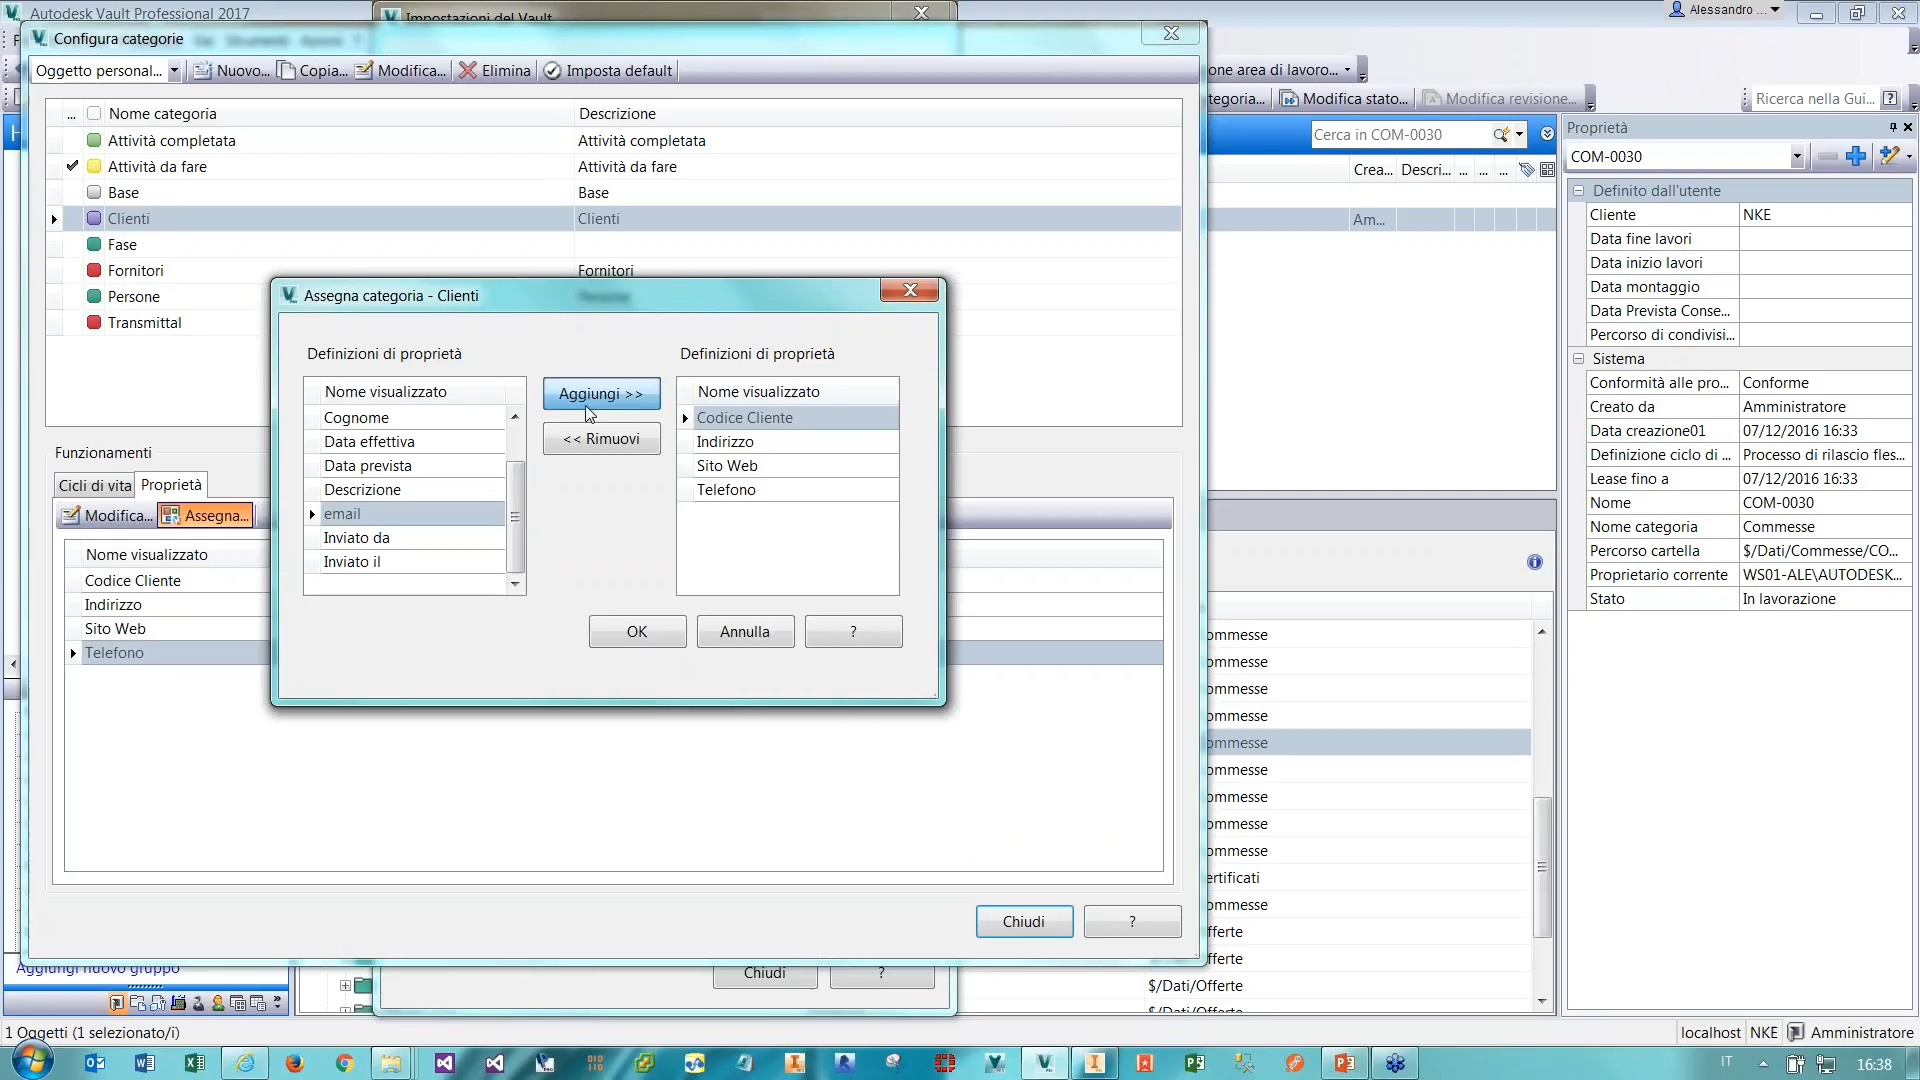 Autodesk Vault Professional 2017
Impostazioni del Vault
Alessandro ...
Configura categorie
Oggetto personal...
Nuovo...
Copia...
Modifica...
Elimina
Imposta default
one area di lavoro...
tegoria...
Modifica stato...
Modifica revisione...
Ricerca nella Gui...
...
Nome categoria
Descrizione
Attività completata
Attività completata
Attività da fare
Attività da fare
Base
Base
Clienti
Clienti
Fase
Fornitori
Fornitori
Persone
Transmittal
Cerca in COM-0030
Crea...
Descri...
...
...
...
Am...
Proprietà
COM-0030
Definito dall'utente
Cliente
NKE
Data fine lavori
Data inizio lavori
Data montaggio
Data Prevista Conse...
Percorso di condivisi...
Sistema
Conformità alle pro...
Conforme
Creato da
Amministratore
Data creazione01
07/12/2016 16:33
Definizione ciclo di ...
Processo di rilascio fles...
Lease fino a
07/12/2016 16:33
Nome
COM-0030
Nome categoria
Commesse
Percorso cartella
$/Dati/Commesse/CO...
Proprietario corrente
WS01-ALE\AUTODESK...
Stato
In lavorazione
Assegna categoria - Clienti
Definizioni di proprietà
Definizioni di proprietà
Nome visualizzato
Cognome
Data effettiva
Data prevista
Descrizione
email
Inviato da
Inviato il
Aggiungi >>
<< Rimuovi
Nome visualizzato
Codice Cliente
Indirizzo
Sito Web
Telefono
OK
Annulla
?
Funzionamenti
Cicli di vita
Proprietà
Modifica...
Assegna...
Nome visualizzato
Codice Cliente
Indirizzo
Sito Web
Telefono
Chiudi
?
ommesse
ommesse
ommesse
ommesse
ommesse
ommesse
ommesse
ommesse
ommesse
ertificati
ommesse
fferte
fferte
$/Dati/Offerte
$/Dati/Offerte
Aggiungi nuovo gruppo
Chiudi
?
1 Oggetti (1 selezionato/i)
localhost
NKE
Amministratore
IT
16:38